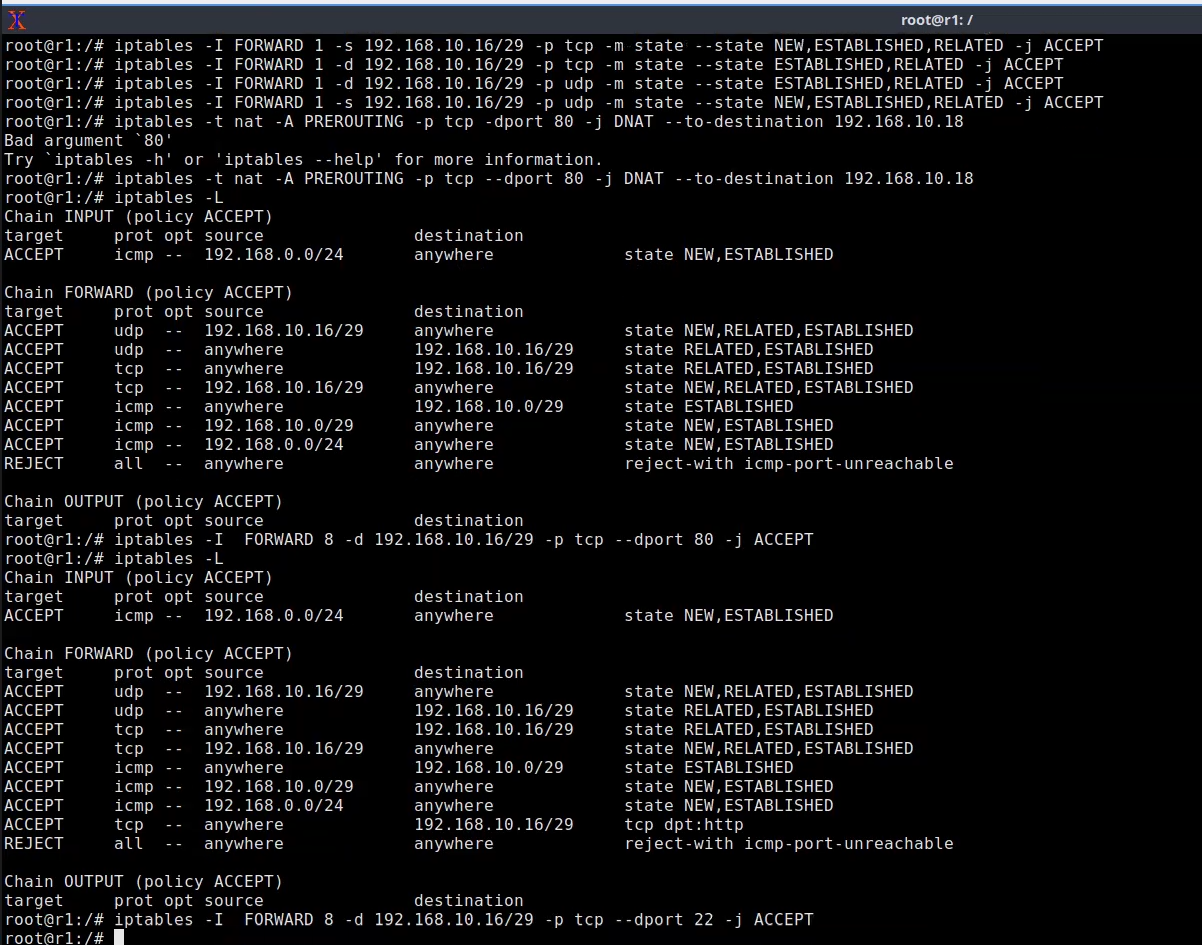 root@r1: /
root@r1:/# iptables -I FORWARD 1 -s 192.168.10.16/29 -p tcp -m state --state NEW,ESTABLISHED,RELATED -j ACCEPT
root@r1:/# iptables -I FORWARD 1 -d 192.168.10.16/29 -p tcp -m state --state ESTABLISHED,RELATED -j ACCEPT
root@r1:/# iptables -I FORWARD 1 -d 192.168.10.16/29 -p udp -m state --state ESTABLISHED,RELATED -j ACCEPT
root@r1:/# iptables -I FORWARD 1 -s 192.168.10.16/29 -p udp -m state --state NEW,ESTABLISHED,RELATED -j ACCEPT
root@r1:/# iptables -t nat -A PREROUTING -p tcp -dport 80 -j DNAT --to-destination 192.168.10.18
Bad argument `80'
Try `iptables -h' or 'iptables --help' for more information.
root@r1:/# iptables -t nat -A PREROUTING -p tcp --dport 80 -j DNAT --to-destination 192.168.10.18
root@r1:/# iptables -L
Chain INPUT (policy ACCEPT)
target     prot opt source               destination
ACCEPT     icmp --  192.168.0.0/24       anywhere             state NEW,ESTABLISHED

Chain FORWARD (policy ACCEPT)
target     prot opt source               destination
ACCEPT     udp  --  192.168.10.16/29     anywhere             state NEW,RELATED,ESTABLISHED
ACCEPT     udp  --  anywhere             192.168.10.16/29     state RELATED,ESTABLISHED
ACCEPT     tcp  --  anywhere             192.168.10.16/29     state RELATED,ESTABLISHED
ACCEPT     tcp  --  192.168.10.16/29     anywhere             state NEW,RELATED,ESTABLISHED
ACCEPT     icmp --  anywhere             192.168.10.0/29      state ESTABLISHED
ACCEPT     icmp --  192.168.10.0/29      anywhere             state NEW,ESTABLISHED
ACCEPT     icmp --  192.168.0.0/24       anywhere             state NEW,ESTABLISHED
REJECT     all  --  anywhere             anywhere             reject-with icmp-port-unreachable

Chain OUTPUT (policy ACCEPT)
target     prot opt source               destination
root@r1:/# iptables -I  FORWARD 8 -d 192.168.10.16/29 -p tcp --dport 80 -j ACCEPT
root@r1:/# iptables -L
Chain INPUT (policy ACCEPT)
target     prot opt source               destination
ACCEPT     icmp --  192.168.0.0/24       anywhere             state NEW,ESTABLISHED

Chain FORWARD (policy ACCEPT)
target     prot opt source               destination
ACCEPT     udp  --  192.168.10.16/29     anywhere             state NEW,RELATED,ESTABLISHED
ACCEPT     udp  --  anywhere             192.168.10.16/29     state RELATED,ESTABLISHED
ACCEPT     tcp  --  anywhere             192.168.10.16/29     state RELATED,ESTABLISHED
ACCEPT     tcp  --  192.168.10.16/29     anywhere             state NEW,RELATED,ESTABLISHED
ACCEPT     icmp --  anywhere             192.168.10.0/29      state ESTABLISHED
ACCEPT     icmp --  192.168.10.0/29      anywhere             state NEW,ESTABLISHED
ACCEPT     icmp --  192.168.0.0/24       anywhere             state NEW,ESTABLISHED
ACCEPT     tcp  --  anywhere             192.168.10.16/29     tcp dpt:http
REJECT     all  --  anywhere             anywhere             reject-with icmp-port-unreachable

Chain OUTPUT (policy ACCEPT)
target     prot opt source               destination
root@r1:/# iptables -I  FORWARD 8 -d 192.168.10.16/29 -p tcp --dport 22 -j ACCEPT
root@r1:/#